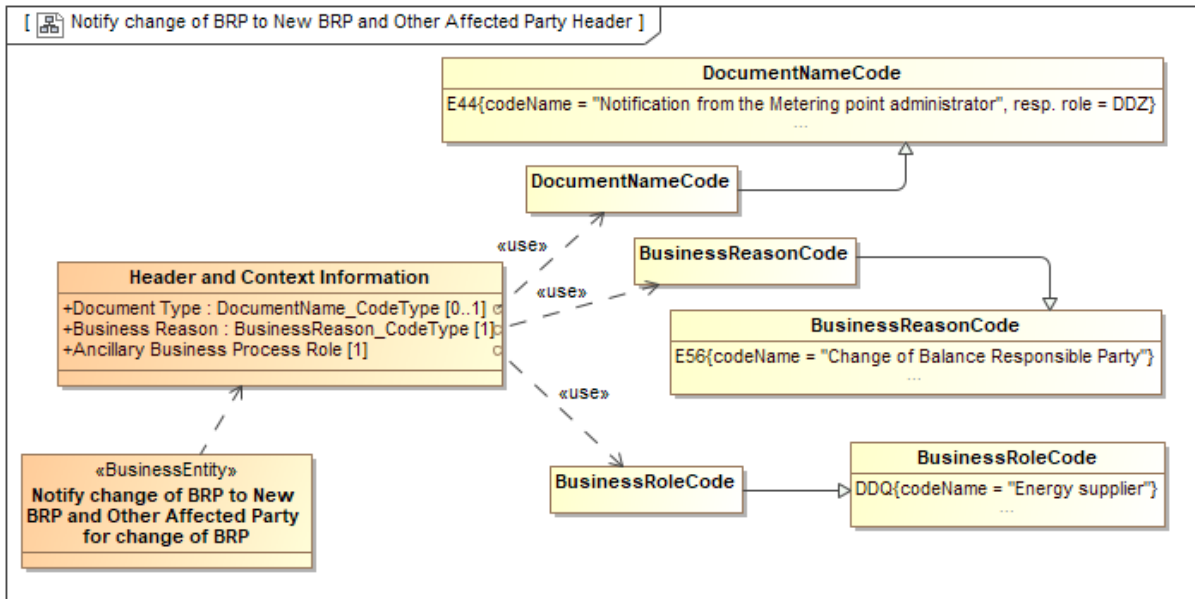 [ Notify change of BRP to New BRP and Other Affected Party Header ]
DocumentNameCode
E44{codeName = "Notification from the Metering point administrator", resp. role = DDZ}
...
DocumentNameCode
«use»
BusinessReasonCode
Header and Context Information
«use»
+Document Type : DocumentName_CodeType [0..1]
+Business Reason : BusinessReason_CodeType [1]
+Ancillary Business Process Role [1]
BusinessReasonCode
E56{codeName = "Change of Balance Responsible Party"}
...
«use»
«BusinessEntity»
Notify change of BRP to New
BRP and Other Affected Party
for change of BRP
BusinessRoleCode
BusinessRoleCode
DDQ{codeName = "Energy supplier"}
...